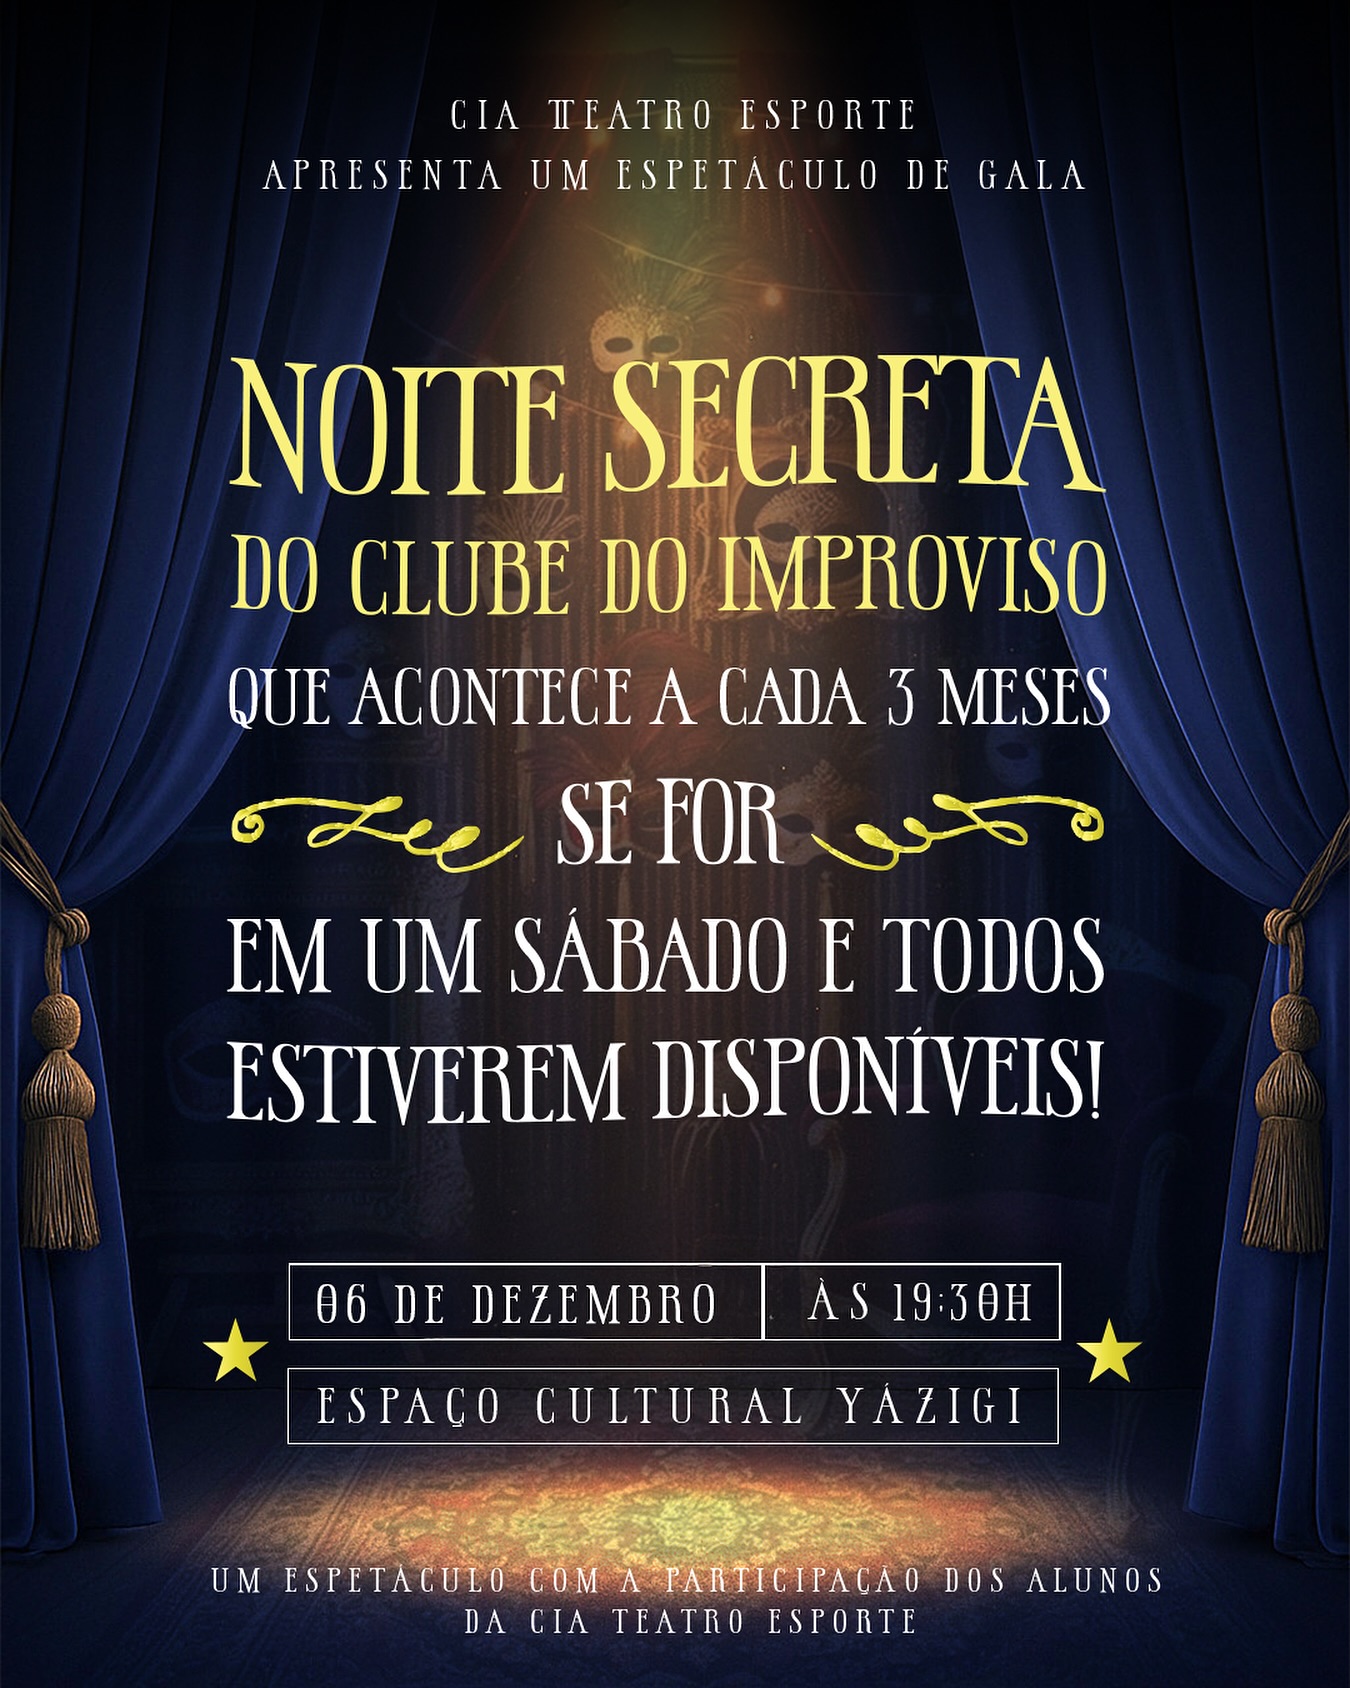 CIA TEATRO ESPORTE
APRESENTA UM ESPETÁCULO DE GALA
NOITE SECRETA
DO CLUBE DO IMPROVISO
QUE ACONTECE A CADA 3 MESES
SE FOR
EM UM SÁBADO E TODOS
ESTIVEREM DISPONÍVEIS!
06 DE DEZEMBRO ÀS 19:30H
ESPAÇO CULTURAL YÁZIGI
UM ESPETÁCULO COM A PARTICIPAÇÃO DOS ALUNOS
DA CIA TEATRO ESPORTE